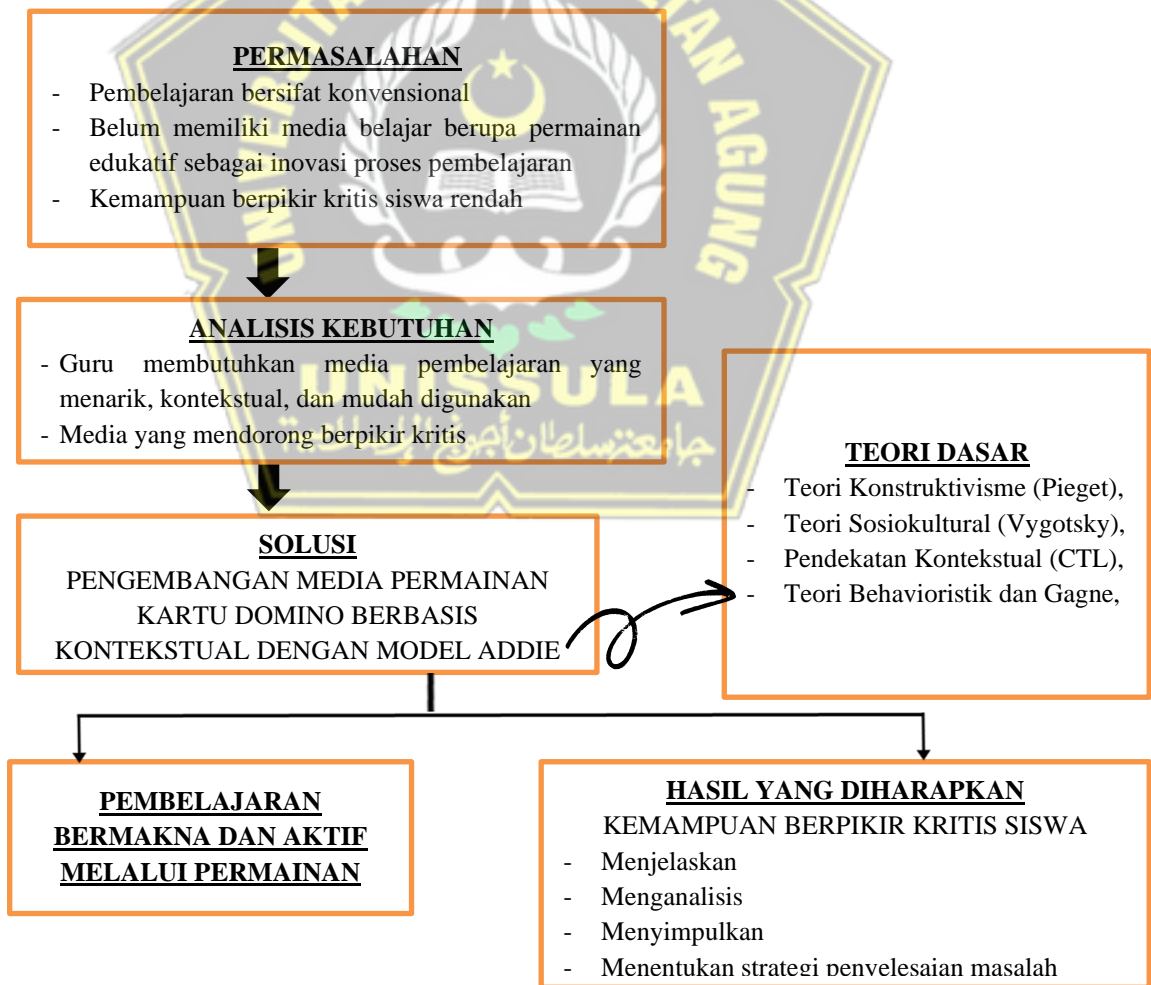 PERMASALAHAN
- Pembelajaran bersifat konvensional
- Belum memiliki media belajar berupa permainan
edukatif sebagai inovasi proses pembelajaran
- Kemampuan berpikir kritis siswa rendah
ANALISIS KEBUTUHAN
- Guru membutuhkan media pembelajaran yang
menarik, kontekstual, dan mudah digunakan
- Media yang mendorong berpikir kritis
SOLUSI
PENGEMBANGAN MEDIA PERMAINAN
KARTU DOMINO BERBASIS
KONTEKSTUAL DENGAN MODEL ADDIE
TEORI DASAR
- Teori Konstruktivisme (Pieget),
- Teori Sosiokultural (Vygotsky),
- Pendekatan Kontekstual (CTL),
- Teori Behavioristik dan Gagne,
PEMBELAJARAN
BERMAKNA DAN AKTIF
MELALUI PERMAINAN
HASIL YANG DIHARAPKAN
KEMAMPUAN BERPIKIR KRITIS SISWA
- Menjelaskan
- Menganalisis
- Menyimpulkan
- Menentukan strategi penyelesaian masalah
AGUNG
UNISSULA